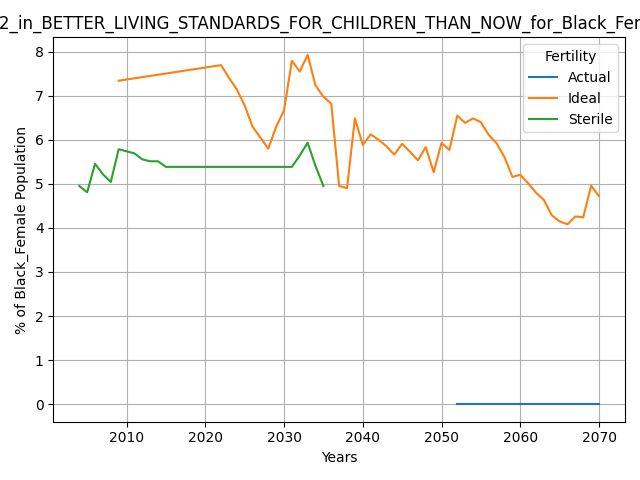 2_in_BETTER_LIVING_STANDARDS_FOR_CHILDREN_THAN_NOW_for_Black_Fer
Fertility
Actual
Ideal
Sterile
% of Black_Female Population
8
7
6
5
4
3
2
1
0
2010 2020 2030 2040 2050 2060 2070
Years